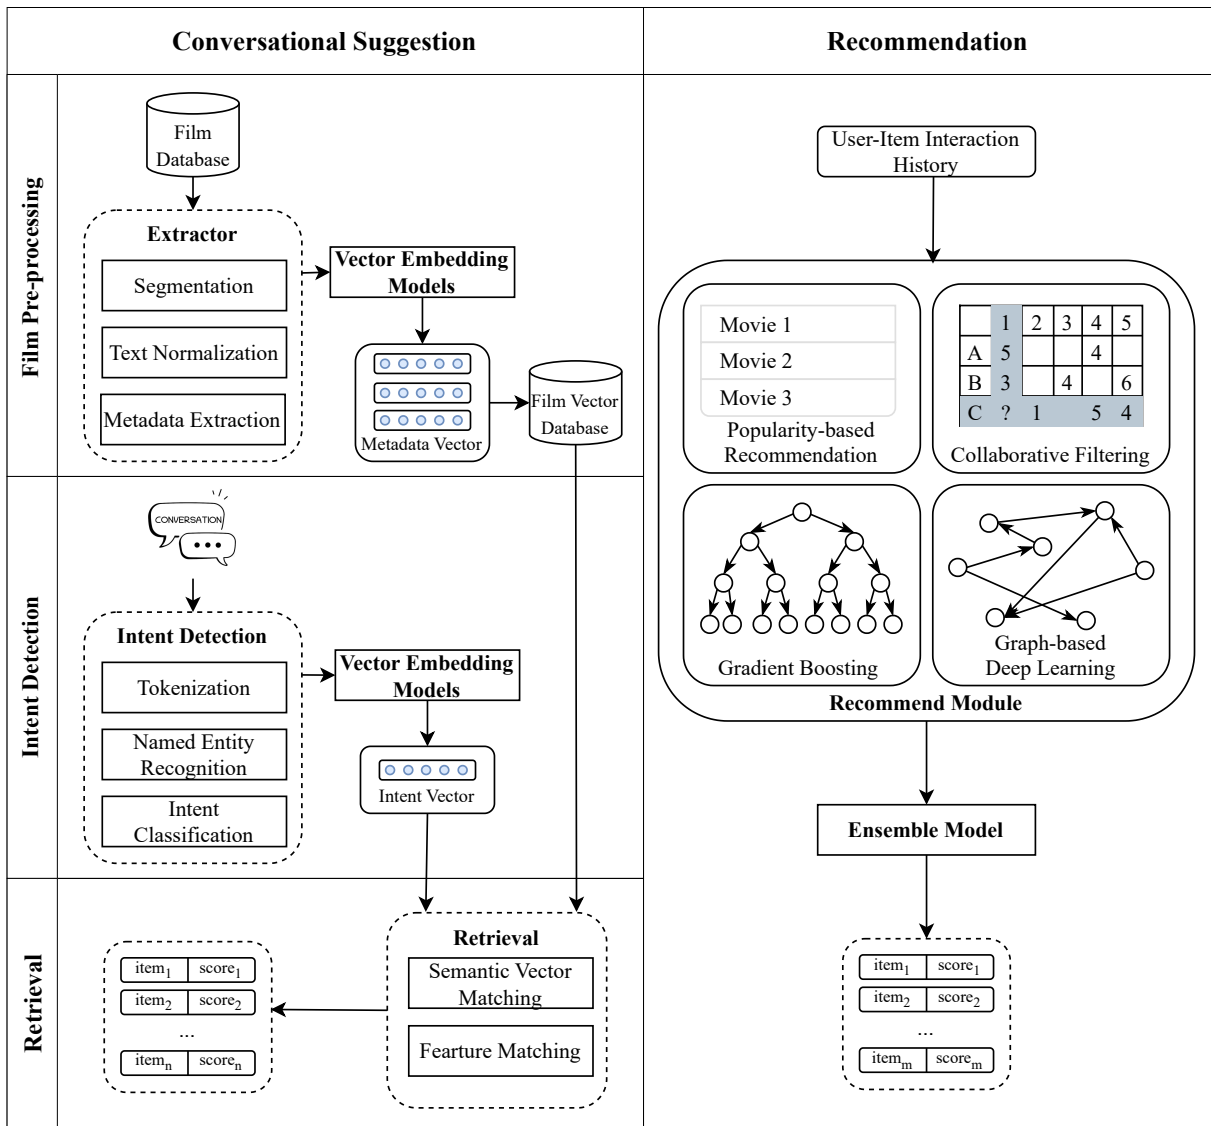 Conversational Suggestion
Recommendation
Film Pre-processing
Film
Database
Extractor
Segmentation
Text Normalization
Metadata Extraction
Vector Embedding
Models
Metadata Vector
Film Vector
Database
Intent Detection
CONVERSATION
Intent Detection
Tokenization
Named Entity
Recognition
Intent
Classification
Vector Embedding
Models
Intent Vector
Retrieval
Retrieval
Semantic Vector
Matching
Fearture Matching
item1 score1
item2 score2
...
itemn scoren
User-Item Interaction
History
Movie 1
Movie 2
Movie 3
Popularity-based
Recommendation
1 2 3 4 5
A 5 4
B 3 4 6
C ? 1 5 4
Collaborative Filtering
Gradient Boosting
Graph-based
Deep Learning
Recommend Module
Ensemble Model
item1 score1
item2 score2
...
itemm scorem